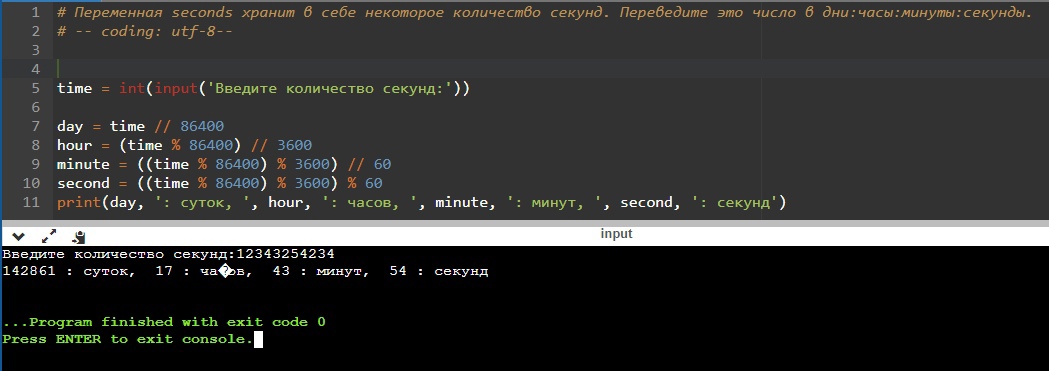 1 # Переменная seconds хранит в себе некоторое количество секунд. Переведите это число в дни:часы:минуты:секунды.
2 # -- coding: utf-8--
3
4
5 time = int(input('Введите количество секунд:'))
6
7 day = time // 86400
8 hour = (time % 86400) // 3600
9 minute = ((time % 86400) % 3600) // 60
10 second = ((time % 86400) % 3600) % 60
11 print(day, ': суток, ', hour, ': часов, ', minute, ': минут, ', second, ': секунд')
input
Введите количество секунд:12343254234
142861 : суток,  17 : ча�ов,  43 : минут,  54 : секунд
...Program finished with exit code 0
Press ENTER to exit console.